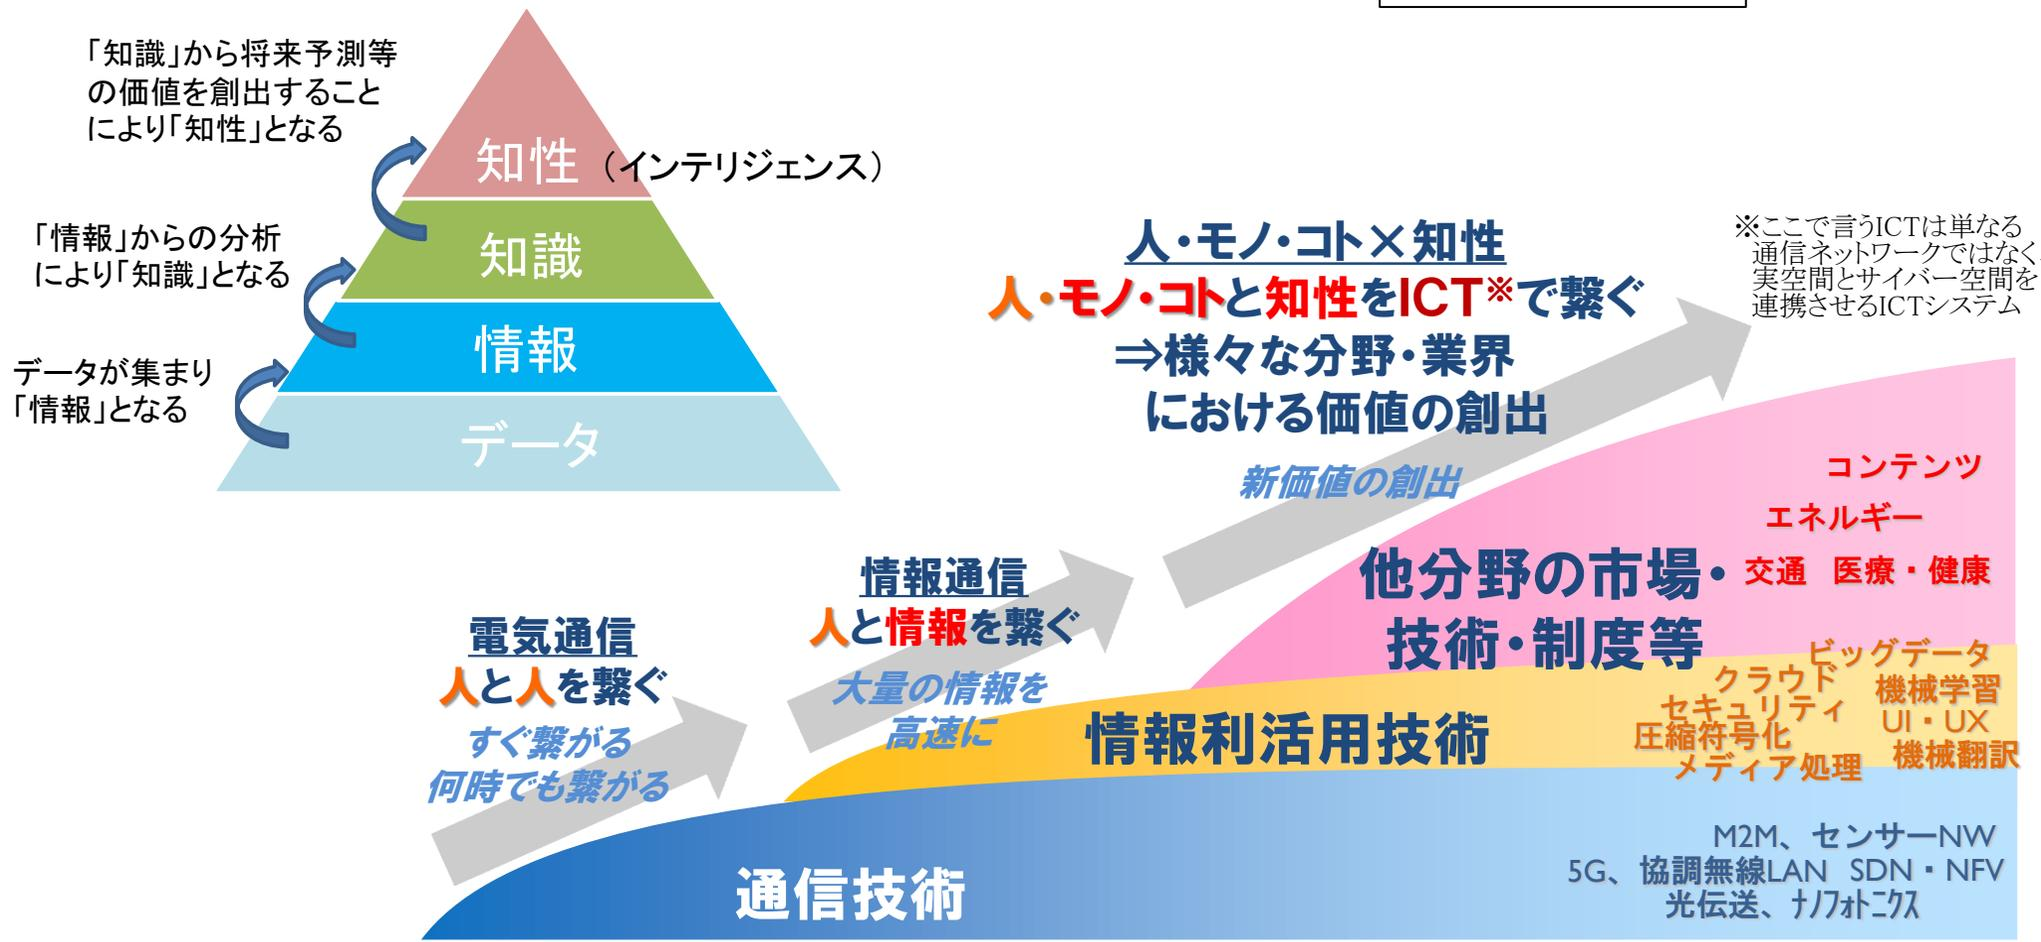 「知識」から将来予測等
の価値を創出すること
により「知性」となる
知性（インテリジェンス）
「情報」からの分析
により「知識」となる
知識
情報
データが集まり
「情報」となる
データ
人・モノ・コト×知性
人・モノ・コトと知性をICT※で繋ぐ
⇒様々な分野・業界
における価値の創出
新価値の創出
※ここで言うICTは単なる
通信ネットワークではなく、
実空間とサイバー空間を
連携させるICTシステム
情報通信
人と情報を繋ぐ
大量の情報を
高速に
電気通信
人と人を繋ぐ
すぐ繋がる
何時でも繋がる
コンテンツ
エネルギー
交通 医療・健康
他分野の市場・
技術・制度等
ビッグデータ
クラウド
機械学習
セキュリティ
UI・UX
圧縮符号化
機械翻訳
メディア処理
情報利活用技術
M2M、センサーNW
5G、協調無線LAN SDN・NFV
光伝送、ﾅﾉﾌｫﾄﾆｸｽ
通信技術